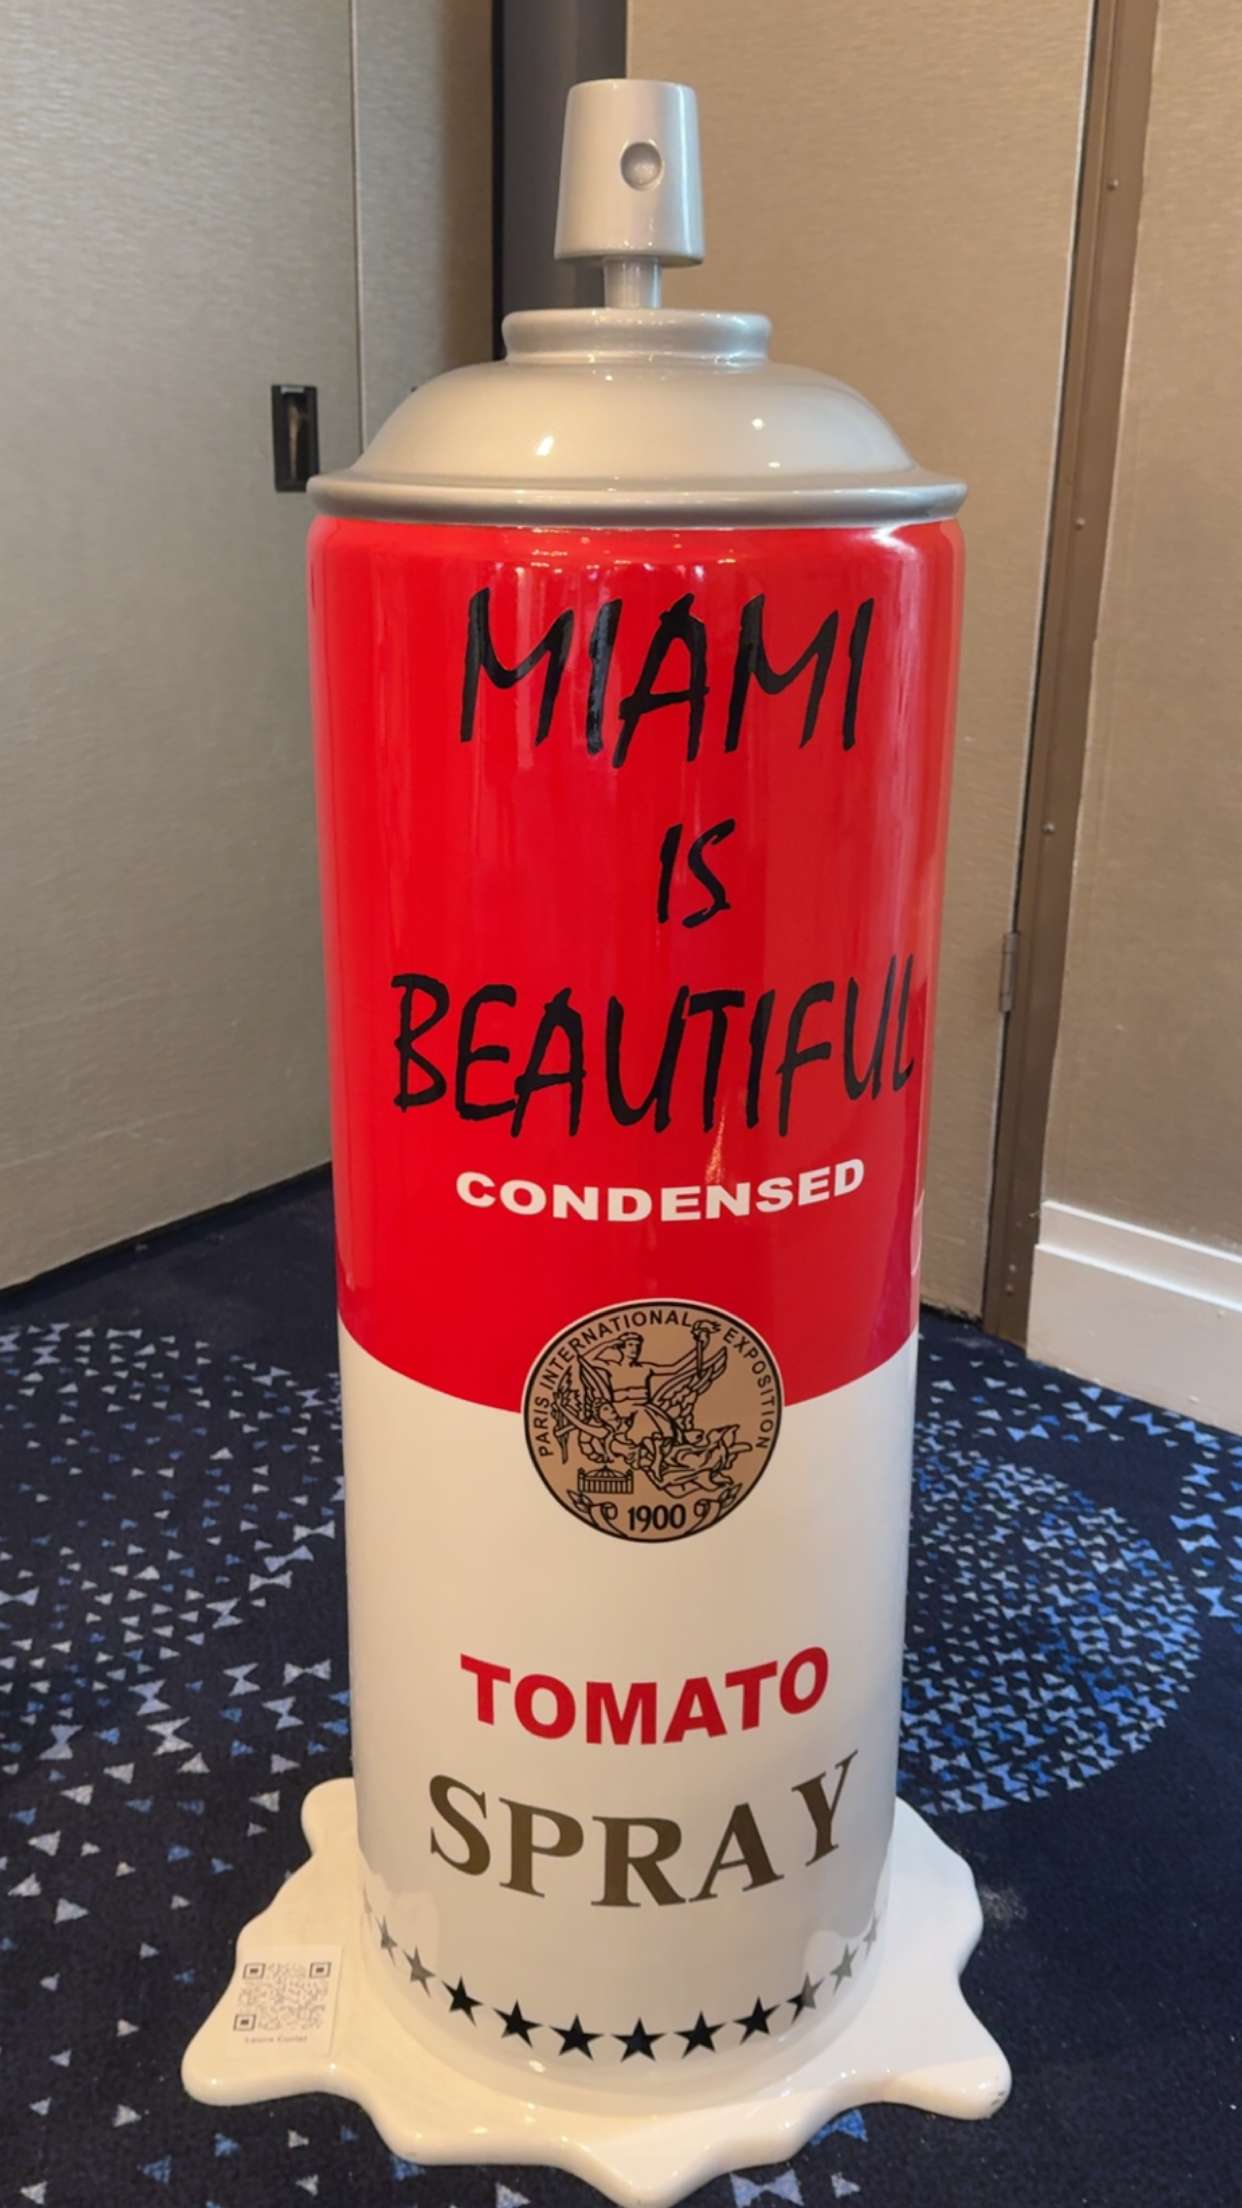 MIAMI
IS
BEAUTIFUL
CONDENSED
PARIS INTERNATIONAL EXPOSITION
1900
TOMATO
SPRAY